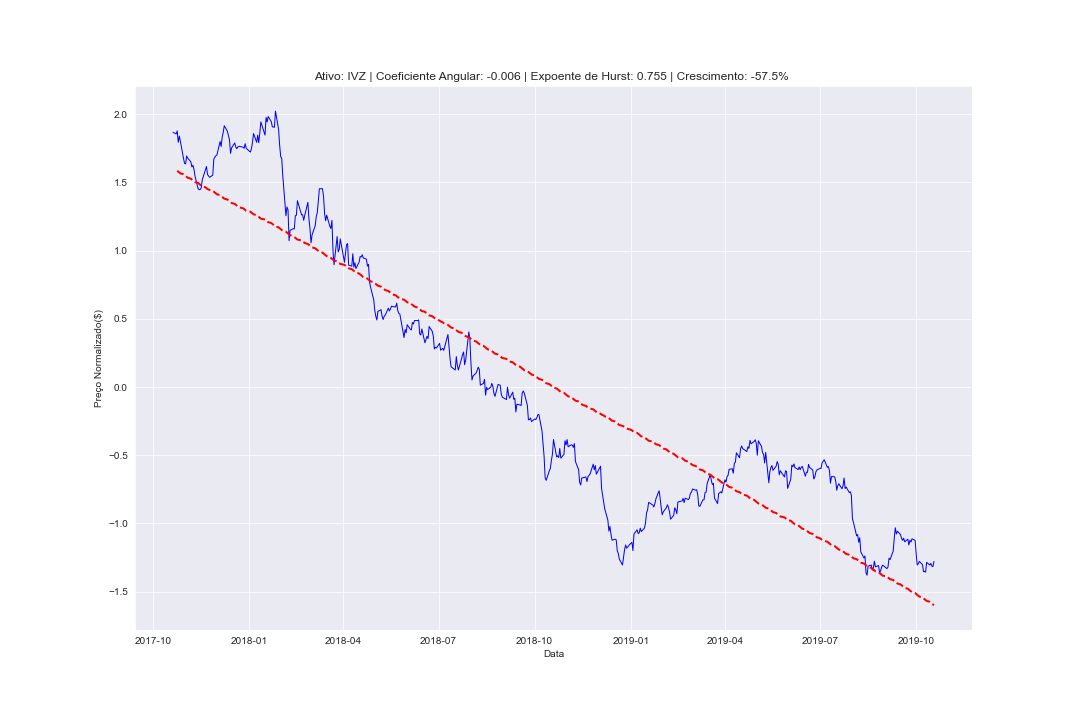 Ativo: IVZ | Coeficiente Angular: -0.006 | Expoente de Hurst: 0.755 | Crescimento: -57.5%
2.0
1.5
1.0
0.5
0.0
−0.5
−1.0
−1.5
Preço Normalizado($)
2017-10 2018-01 2018-04 2018-07 2018-10 2019-01 2019-04 2019-07 2019-10
Data